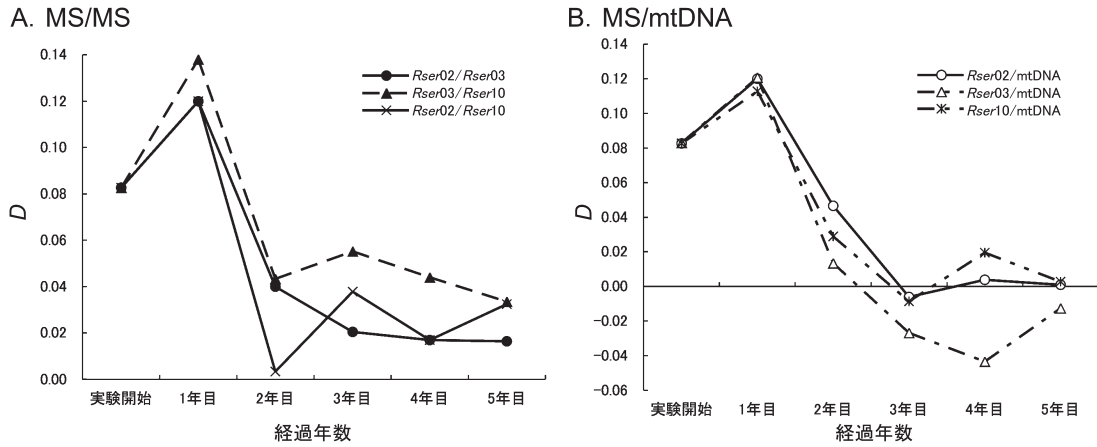 A. MS/MS
0.14
0.12
0.10
0.08
0.06
0.04
0.02
0.00
D
Rser02/Rser03
Rser03/Rser10
Rser02/Rser10
実験開始 1年目 2年目 3年目 4年目 5年目
経過年数
B. MS/mtDNA
0.14
0.12
0.10
0.08
0.06
0.04
0.02
0.00
−0.02
−0.04
−0.06
D
Rser02/mtDNA
Rser03/mtDNA
Rser10/mtDNA
実験開始 1年目 2年目 3年目 4年目 5年目
経過年数